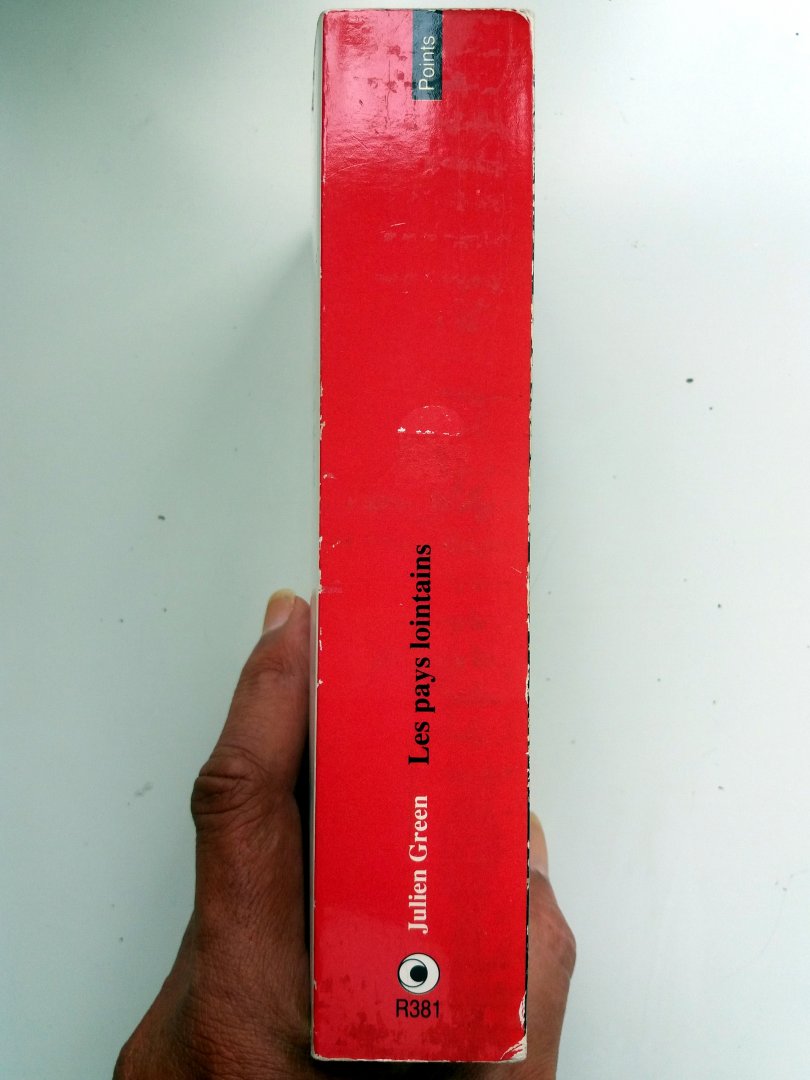 Points
Julien Green Les pays lointains
R381